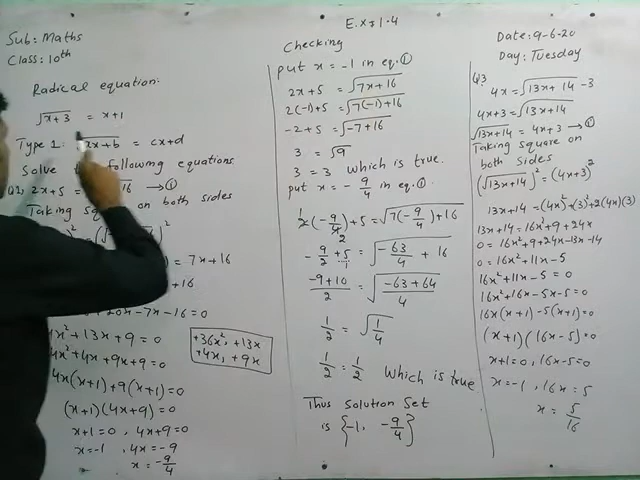 Sub: Maths
Class: 10th
Radical equation:
√x+3 = x+1
Type 1: √ax+b = cx+d
Solve following equations
Q1 2x+5 = +16 → ①
Taking square on both sides
)² = (√ )²
= 7x+16
+16
+20x-7x-16=0
4x²+13x+9=0
4x²+4x+9x+9=0
4x(x+1)+9(x+1)=0
(x+1)(4x+9)=0
x+1=0, 4x+9=0
x=-1, 4x=-9
x=-9/4
+36x², +13x
+4x, +9x
E.x=1.4
Checking
put x = -1 in eq.①
2x+5 = √7x+16
2(-1)+5 = √7(-1)+16
-2+5 = √-7+16
3 = √9
3 = 3 which is true.
put x = -9/4 in eq.①
2(-9/4)+5 = √7(-9/4)+16
-9/2+5/1 = √-63/4+16
-9+10/2 = √-63+64/4
1/2 = √1/4
1/2 = 1/2 Which is true
Thus Solution Set
is {-1, -9/4}
Date: 9-6-20
Day: Tuesday
Q3
4x = √13x+14 -3
4x+3 = √13x+14
√13x+14 = 4x+3 → ①
Taking square on
both sides
(√13x+14)² = (4x+3)²
13x+14 = (4x)²+(3)²+2(4x)(3)
13x+14 = 16x²+9+24x
0 = 16x²+9+24x-13x-14
0 = 16x²+11x-5
16x²+11x-5=0
16x²+16x-5x-5=0
16x(x+1)-5(x+1)=0
(x+1)(16x-5)=0
x+1=0, 16x-5=0
x=-1, 16x=5
x=5/16